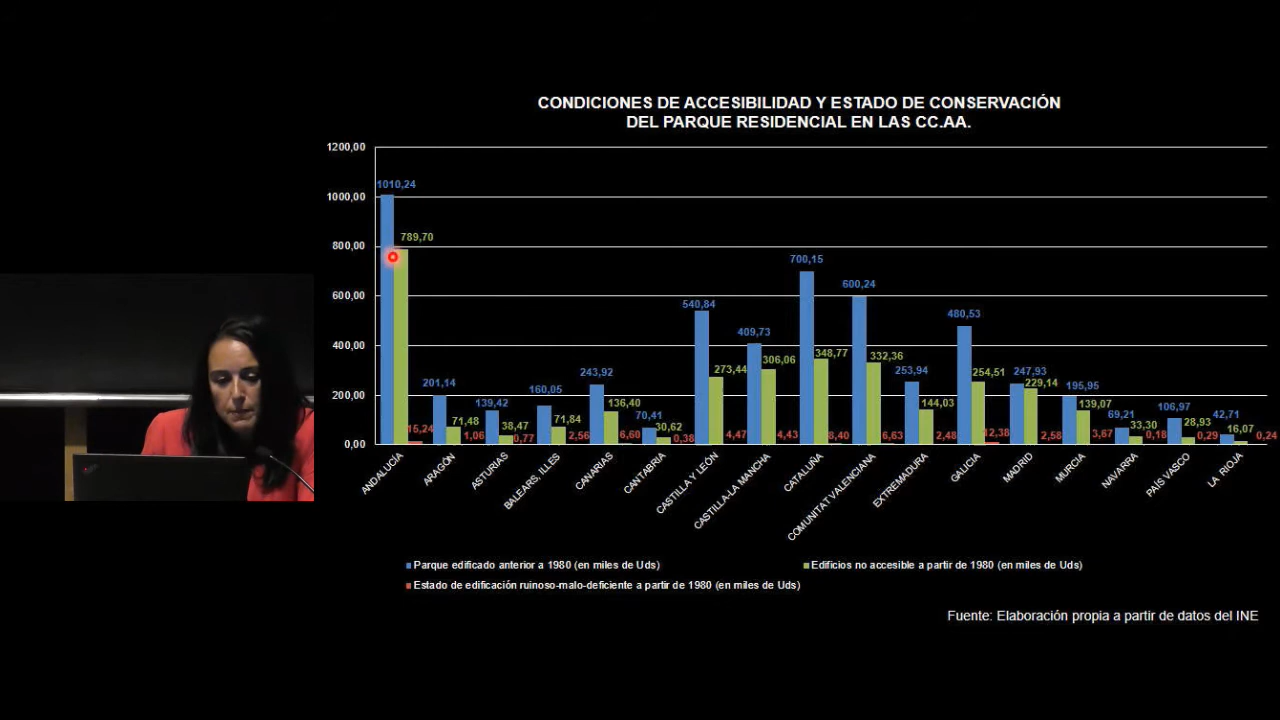 CONDICIONES DE ACCESIBILIDAD Y ESTADO DE CONSERVACIÓN
DEL PARQUE RESIDENCIAL EN LAS CC.AA.
1200,00
1000,00
800,00
600,00
400,00
200,00
0,00
1010,24
789,70
15,24
201,14
71,48
1,06
139,42
38,47
0,77
160,05
71,84
2,56
243,92
136,40
6,60
70,41
30,62
0,38
540,84
273,44
4,47
409,73
306,06
4,43
700,15
348,77
8,40
600,24
332,36
6,63
253,94
144,03
2,48
480,53
254,51
12,38
247,93
229,14
2,58
195,95
139,07
3,67
69,21
33,30
0,18
106,97
28,93
0,29
42,71
16,07
0,24
ANDALUCÍA
ARAGÓN
ASTURIAS
BALEARS, ILLES
CANARIAS
CANTABRIA
CASTILLA Y LEÓN
CASTILLA-LA MANCHA
CATALUÑA
COMUNITAT VALENCIANA
EXTREMADURA
GALICIA
MADRID
MURCIA
NAVARRA
PAÍS VASCO
LA RIOJA
Parque edificado anterior a 1980 (en miles de Uds)
Edificios no accesible a partir de 1980 (en miles de Uds)
Estado de edificación ruinoso-malo-deficiente a partir de 1980 (en miles de Uds)
Fuente: Elaboración propia a partir de datos del INE